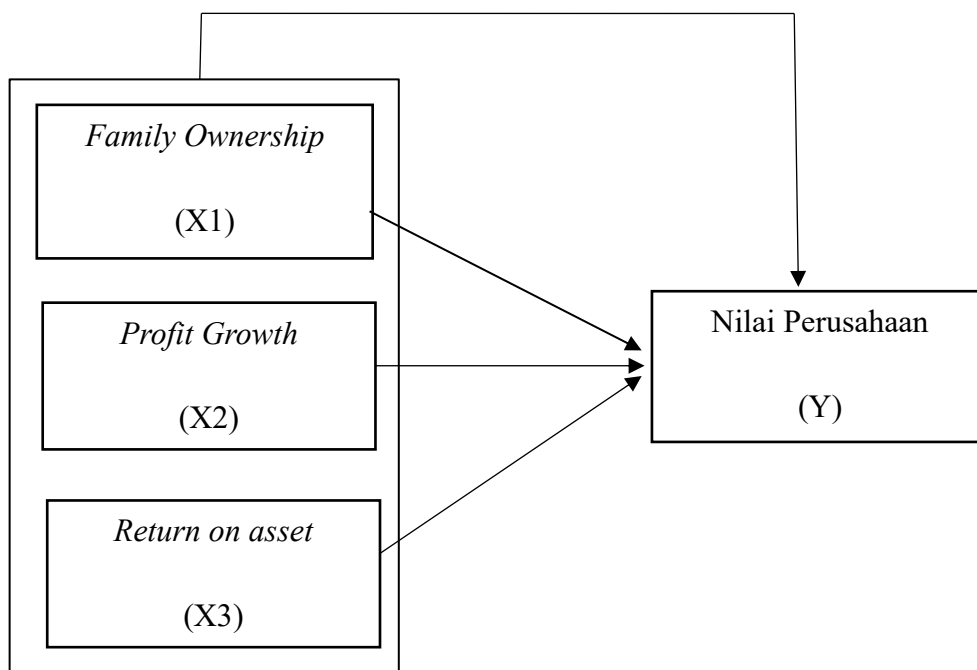 Family Ownership
(X1)
Profit Growth
(X2)
Return on asset
(X3)
Nilai Perusahaan
(Y)